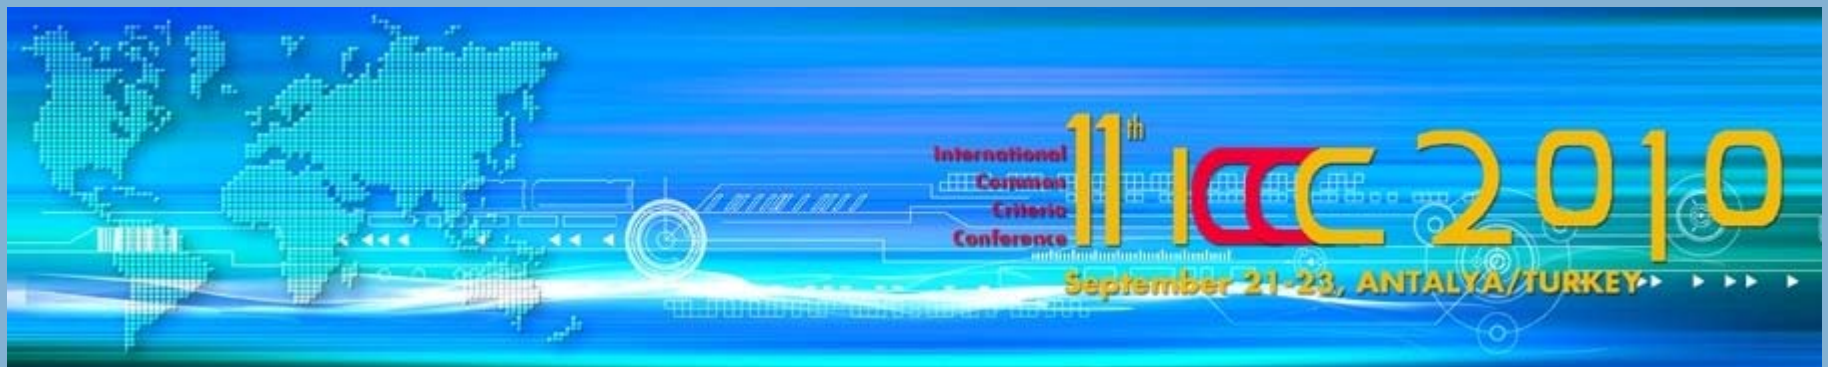 International
Common
Criteria
Conference
11th ICCC 2010
September 21-23, ANTALYA/TURKEY